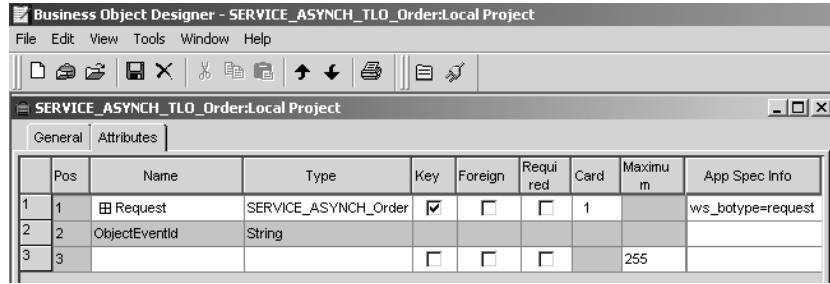 Business Object Designer - SERVICE_ASYNCH_TLO_Order:Local Project
File Edit View Tools Window Help
SERVICE_ASYNCH_TLO_Order:Local Project
General Attributes
Pos Name Type Key Foreign Requi red Card Maximu m App Spec Info
1 1 Request SERVICE_ASYNCH_Order 1 ws_botype=request
2 2 ObjectEventId String
3 3 255